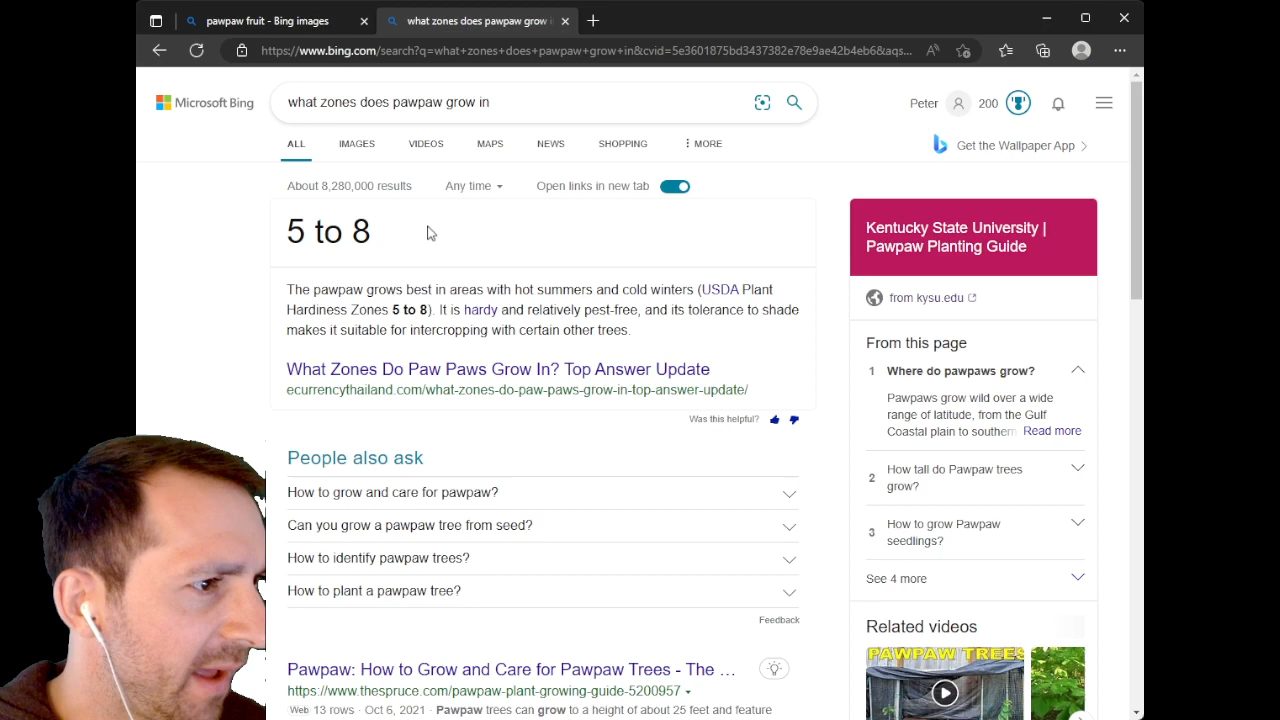 pawpaw fruit - Bing images
what zones does pawpaw grow i
https://www.bing.com/search?q=what+zones+does+pawpaw+grow+in&cvid=5e3601875bd3437382e78e9ae42b4eb6&aqs...
Microsoft Bing
what zones does pawpaw grow in
Peter
200
ALL
IMAGES
VIDEOS
MAPS
NEWS
SHOPPING
MORE
Get the Wallpaper App
About 8,280,000 results
Any time
Open links in new tab
5 to 8
The pawpaw grows best in areas with hot summers and cold winters (USDA Plant
Hardiness Zones 5 to 8). It is hardy and relatively pest-free, and its tolerance to shade
makes it suitable for intercropping with certain other trees.
What Zones Do Paw Paws Grow In? Top Answer Update
ecurrencythailand.com/what-zones-do-paw-paws-grow-in-top-answer-update/
Was this helpful?
People also ask
How to grow and care for pawpaw?
Can you grow a pawpaw tree from seed?
How to identify pawpaw trees?
How to plant a pawpaw tree?
Feedback
Pawpaw: How to Grow and Care for Pawpaw Trees - The ...
https://www.thespruce.com/pawpaw-plant-growing-guide-5200957
Web 13 rows · Oct 6, 2021 · Pawpaw trees can grow to a height of about 25 feet and feature
Kentucky State University |
Pawpaw Planting Guide
from kysu.edu
From this page
1 Where do pawpaws grow?
Pawpaws grow wild over a wide
range of latitude, from the Gulf
Coastal plain to southern Read more
2 How tall do Pawpaw trees
grow?
3 How to grow Pawpaw
seedlings?
See 4 more
Related videos
PAWPAW TREES